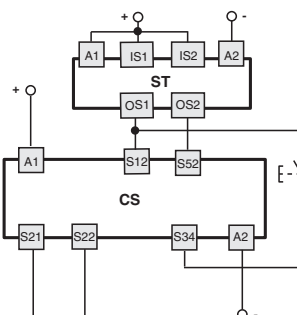 + -
A1 IS1 IS2 A2
ST
OS1 OS2
+
A1 S12 S52
CS
S21 S22 S34 A2
-